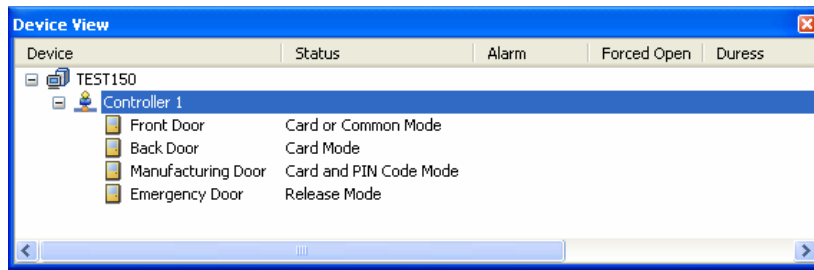 Device View
Device Status Alarm Forced Open Duress
TEST150
Controller 1
Front Door Card or Common Mode
Back Door Card Mode
Manufacturing Door Card and PIN Code Mode
Emergency Door Release Mode